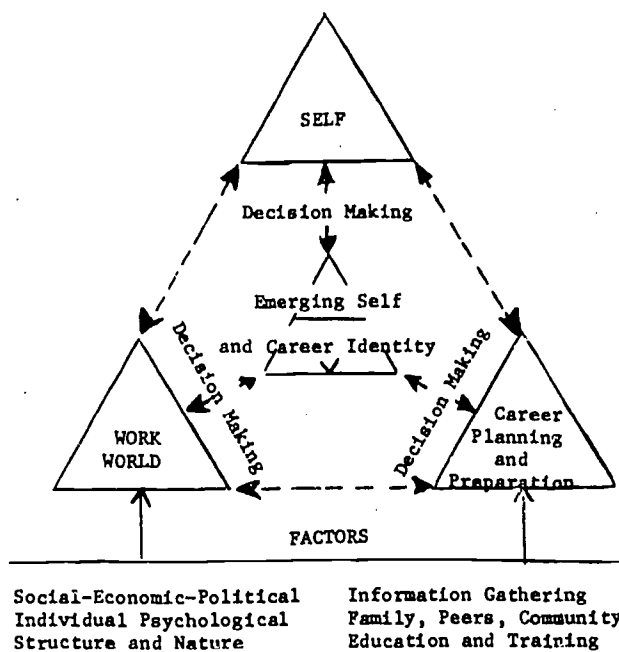 SELF
Decision Making
Emerging Self
and Career Identity
Decision Making
Decision Making
WORK
WORLD
Career
Planning
and
Preparation
FACTORS
Social-Economic-Political
Individual Psychological
Structure and Nature
Information Gathering
Family, Peers, Community
Education and Training